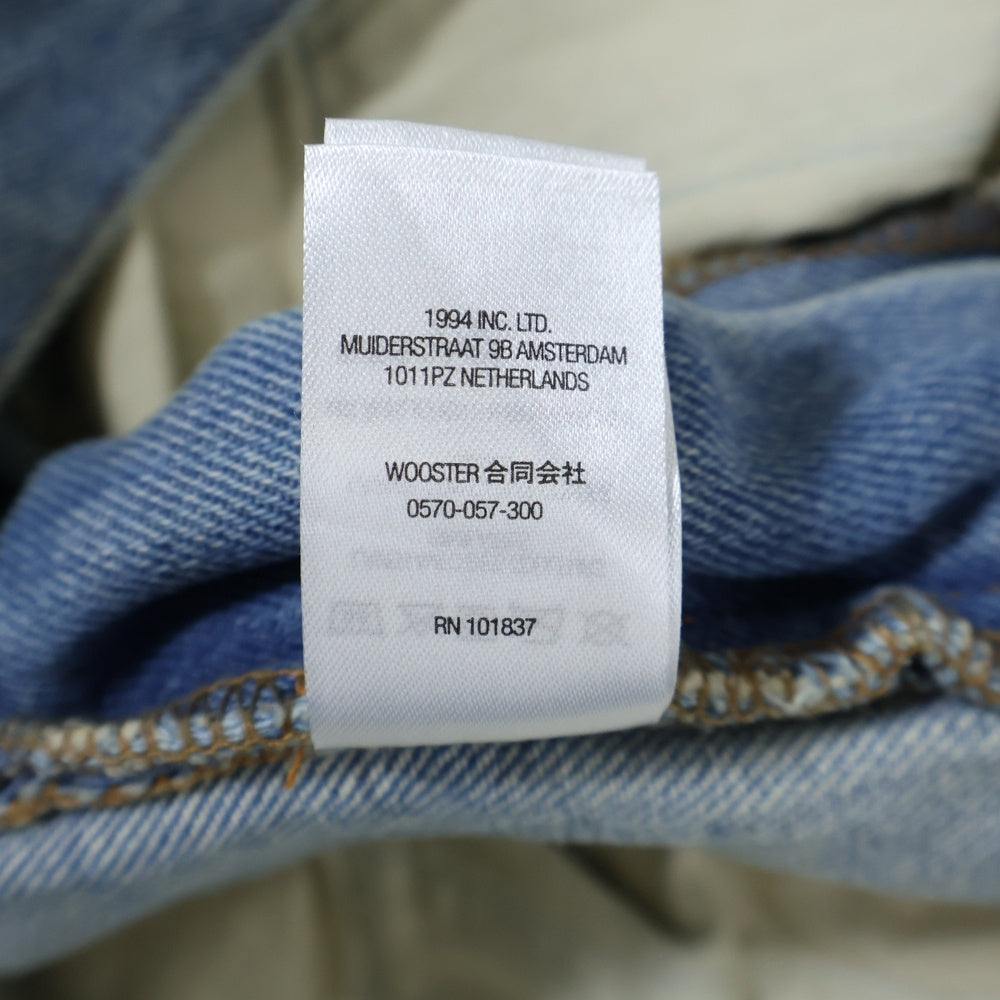 1994 INC. LTD.
MUIDERSTRAAT 9B AMSTERDAM
1011PZ NETHERLANDS
WOOSTER 合同会社
0570-057-300
RN 101837